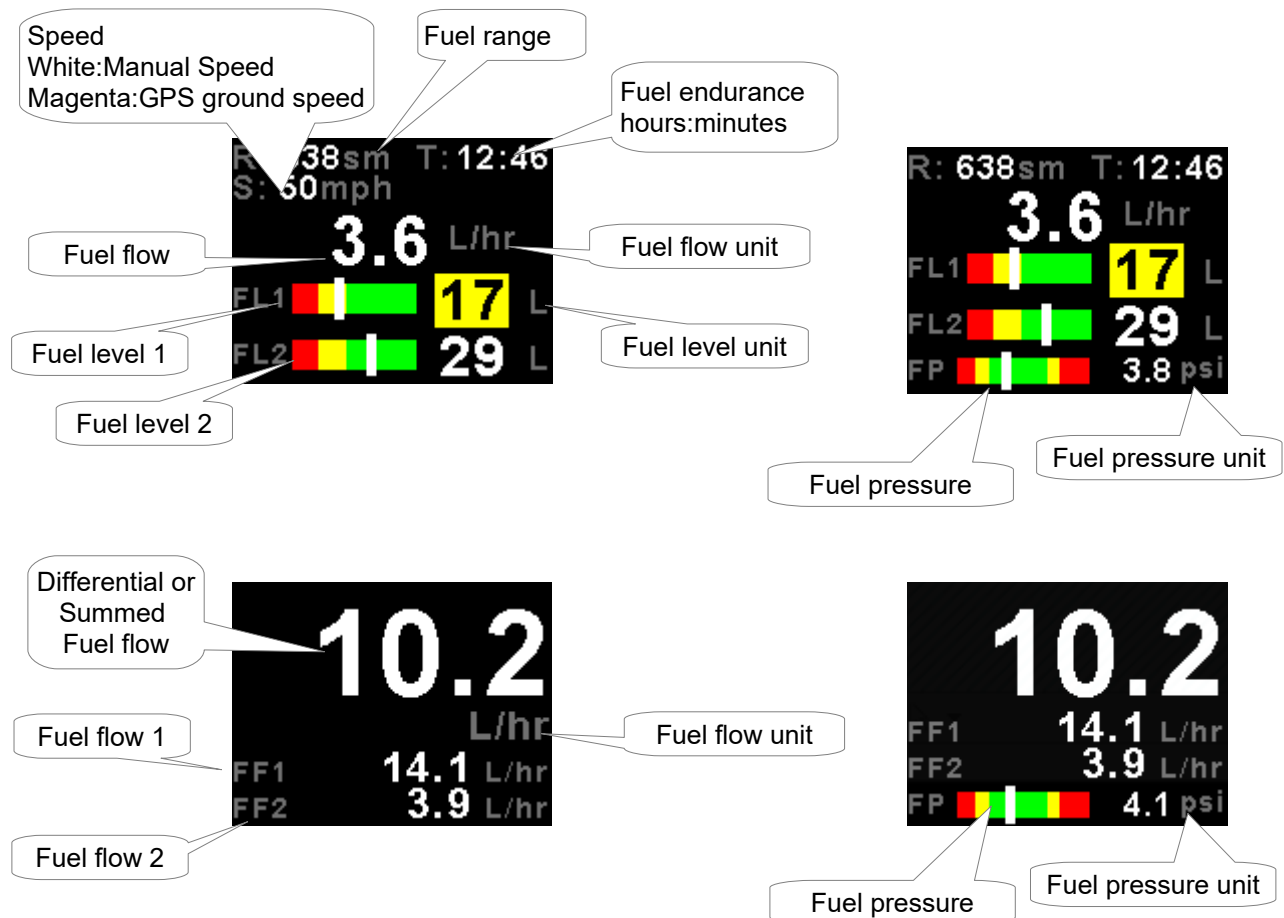 Speed
White:Manual Speed
Magenta:GPS ground speed
Fuel range
Fuel endurance
hours:minutes
R: 38sm T: 12:46
S: 60mph
3.6 L/hr
FL1 17 L
FL2 29 L
Fuel flow
Fuel flow unit
Fuel level 1
Fuel level unit
Fuel level 2
R: 638sm T: 12:46
3.6 L/hr
FL1 17 L
FL2 29 L
FP 3.8 psi
Fuel pressure unit
Fuel pressure
Differential or
Summed
Fuel flow
10.2
L/hr
FF1 14.1 L/hr
FF2 3.9 L/hr
Fuel flow 1
Fuel flow unit
Fuel flow 2
10.2
FF1 14.1 L/hr
FF2 3.9 L/hr
FP 4.1 psi
Fuel pressure unit
Fuel pressure